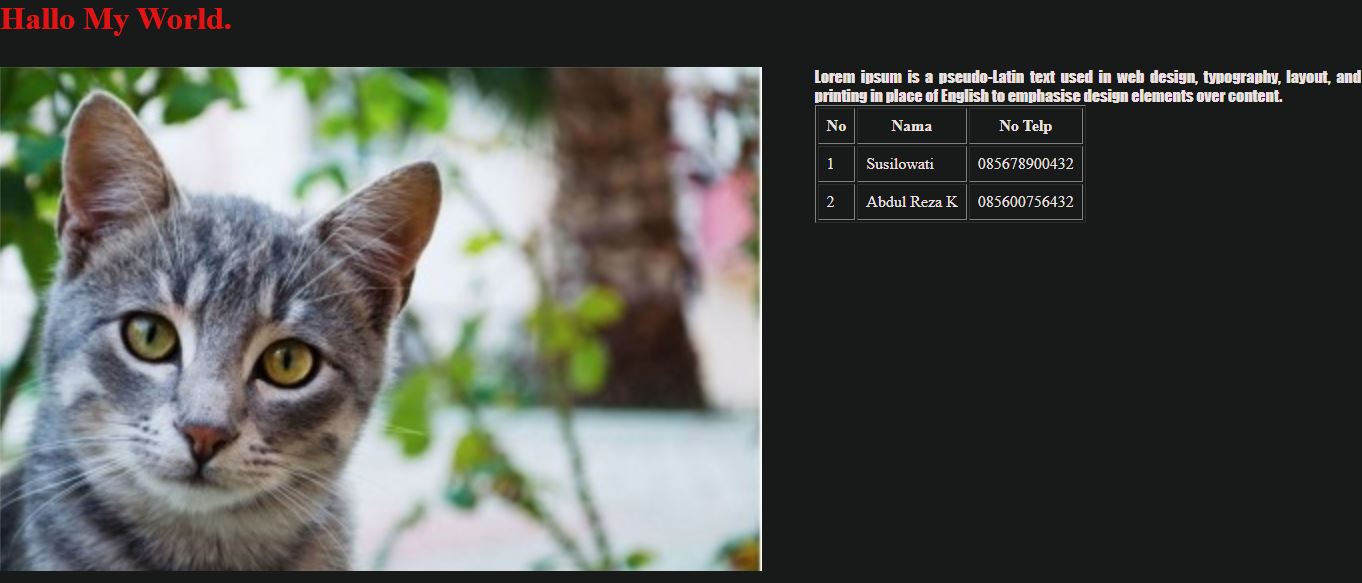 Hallo My World.
Lorem ipsum is a pseudo-Latin text used in web design, typography, layout, and
printing in place of English to emphasise design elements over content.
No Nama No Telp
1 Susilowati 085678900432
2 Abdul Reza K 085600756432